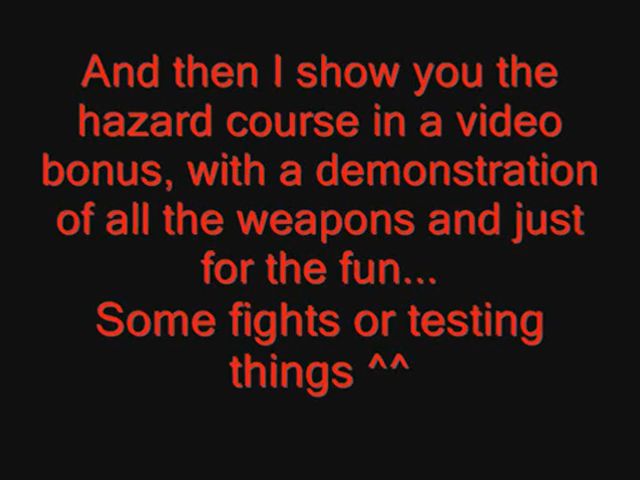 And then I show you the
hazard course in a video
bonus, with a demonstration
of all the weapons and just
for the fun...
Some fights or testing
things ^^